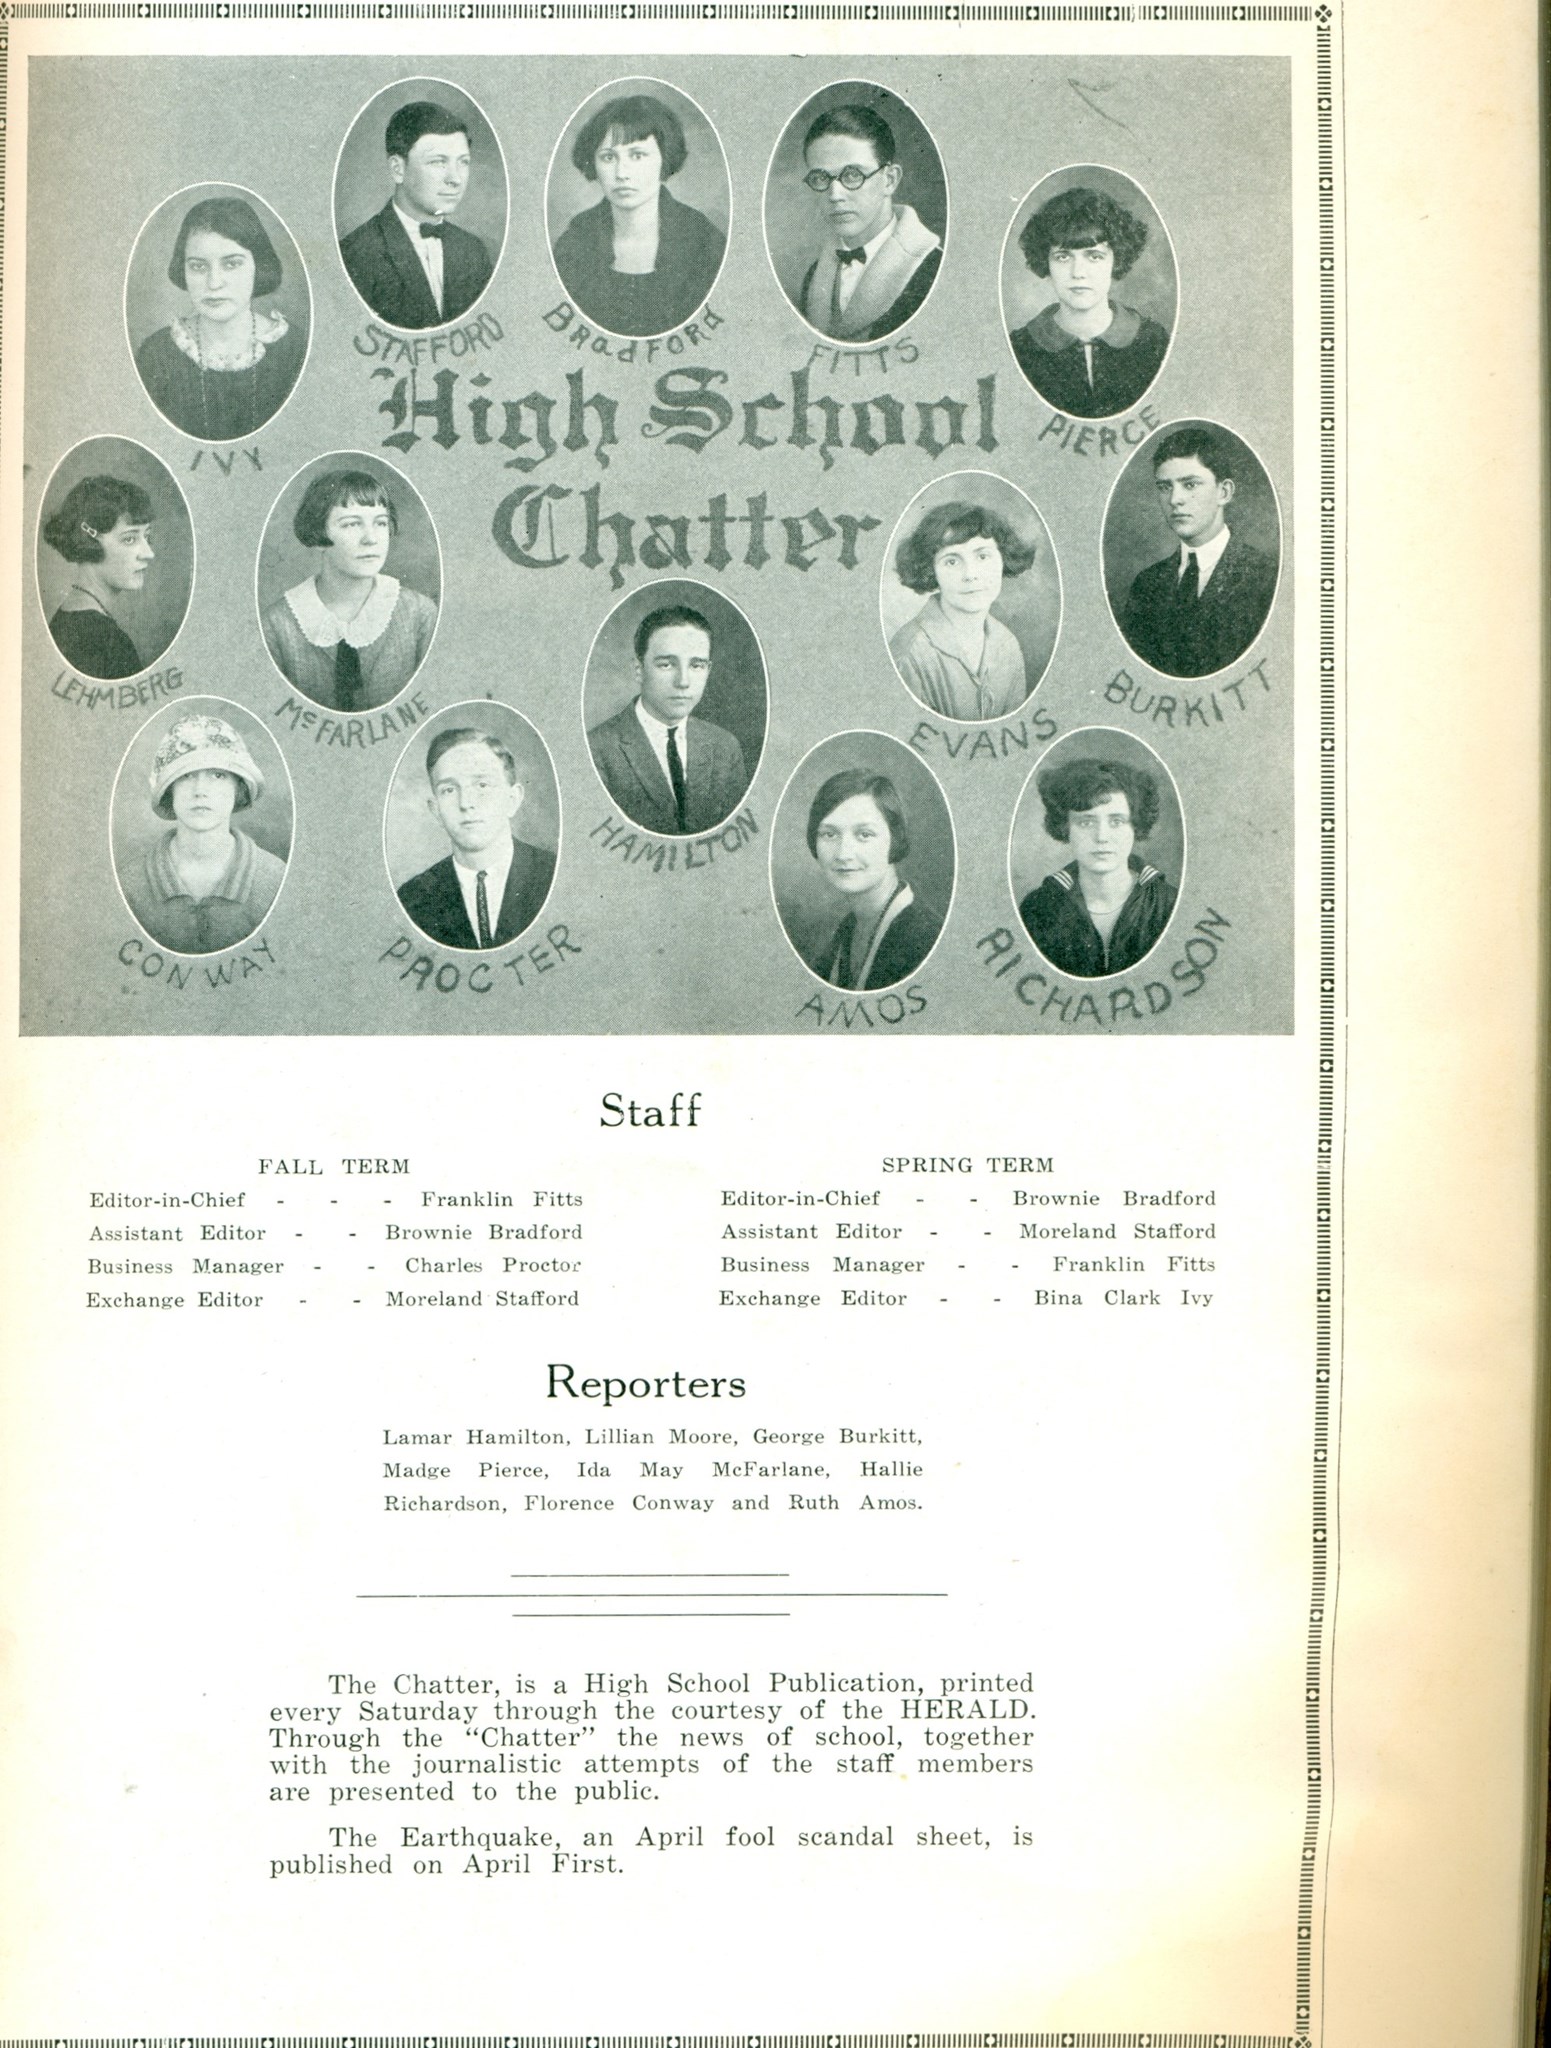 STAFFORD
BRadFORd
FITTS
PIERCE
IVY
High School
Chatter
LEHMBERG
McFARLANE
EVANS
BURKITT
HAMILTON
CONWAY
PROCTER
AMOS
RICHARDSON
Staff
FALL TERM
Editor-in-Chief - - - Franklin Fitts
Assistant Editor - - Brownie Bradford
Business Manager - - Charles Proctor
Exchange Editor - - Moreland Stafford
SPRING TERM
Editor-in-Chief - - Brownie Bradford
Assistant Editor - - Moreland Stafford
Business Manager - - Franklin Fitts
Exchange Editor - - Bina Clark Ivy
Reporters
Lamar Hamilton, Lillian Moore, George Burkitt,
Madge Pierce, Ida May McFarlane, Hallie
Richardson, Florence Conway and Ruth Amos.
The Chatter, is a High School Publication, printed
every Saturday through the courtesy of the HERALD.
Through the "Chatter" the news of school, together
with the journalistic attempts of the staff members
are presented to the public.
The Earthquake, an April fool scandal sheet, is
published on April First.